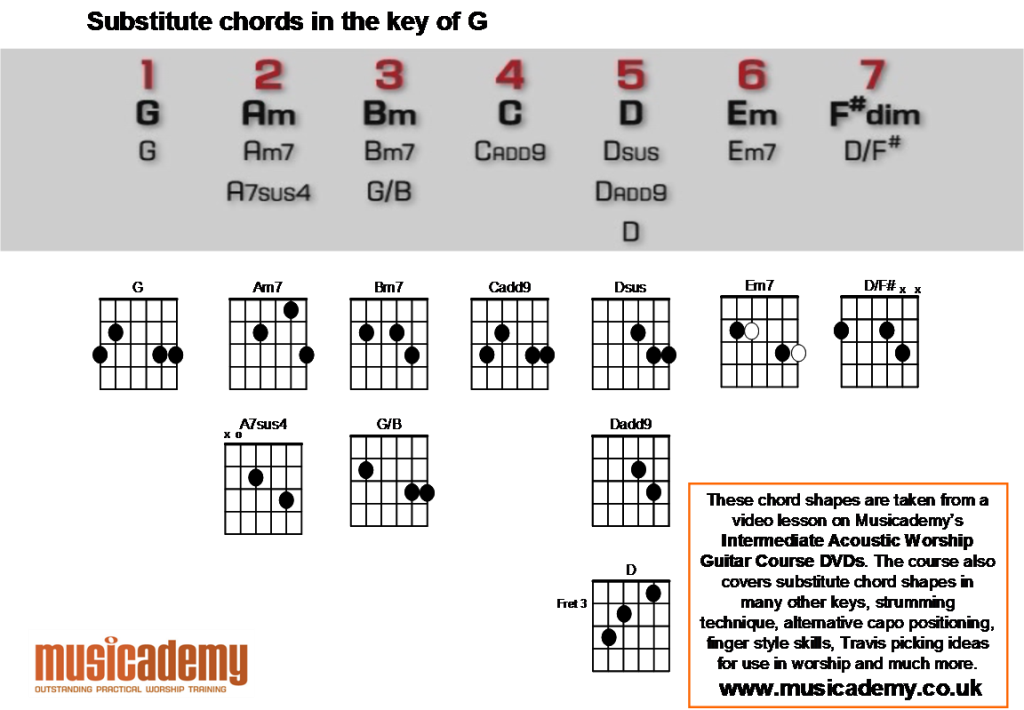 Substitute chords in the key of G
1 2 3 4 5 6 7
G Am Bm C D Em F#dim
G Am7 Bm7 Cadd9 Dsus Em7 D/F#
A7sus4 G/B Dadd9
D
G Am7 Bm7 Cadd9 Dsus Em7 D/F# x x
A7sus4 G/B Dadd9
x o
D
Fret 3
These chord shapes are taken from a
video lesson on Musicademy's
Intermediate Acoustic Worship
Guitar Course DVDs. The course also
covers substitute chord shapes in
many other keys, strumming
technique, alternative capo positioning,
finger style skills, Travis picking ideas
for use in worship and much more.
www.musicademy.co.uk
musicademy
OUTSTANDING PRACTICAL WORSHIP TRAINING